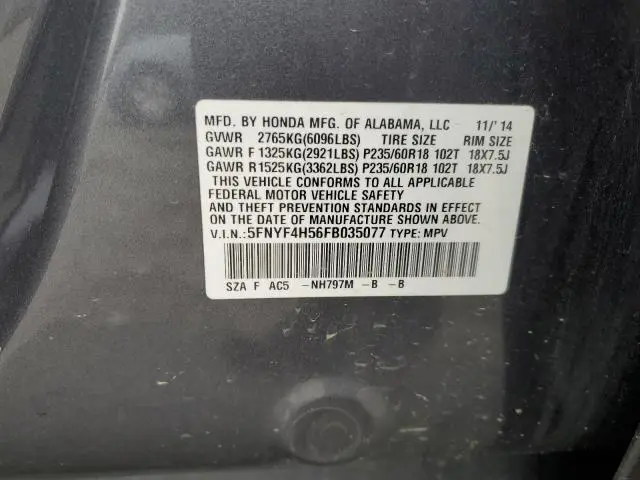 MFD. BY HONDA MFG. OF ALABAMA, LLC 11/'14
GVWR 2765KG(6096LBS) TIRE SIZE RIM SIZE
GAWR F 1325KG(2921LBS) P235/60R18 102T 18X7.5J
GAWR R1525KG(3362LBS) P235/60R18 102T 18X7.5J
THIS VEHICLE CONFORMS TO ALL APPLICABLE
FEDERAL MOTOR VEHICLE SAFETY
AND THEFT PREVENTION STANDARDS IN EFFECT
ON THE DATE OF MANUFACTURE SHOWN ABOVE.
V.I.N.: 5FNYF4H56FB035077 TYPE: MPV
SZA F AC5 -NH797M -B -B